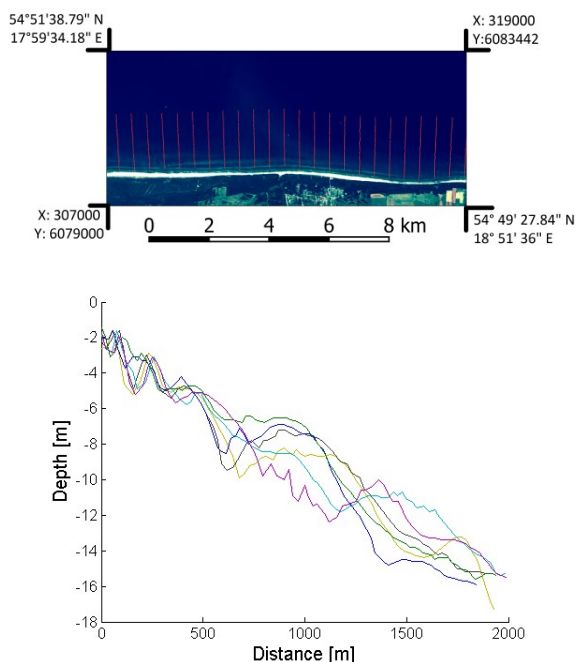 54°51'38.79" N
17°59'34.18" E
X: 319000
Y:6083442
X: 307000
Y: 6079000
0 2 4 6 8 km
54° 49' 27.84" N
18° 51' 36" E
0
-2
-4
-6
-8
-10
-12
-14
-16
-18
Depth [m]
0 500 1000 1500 2000
Distance [m]